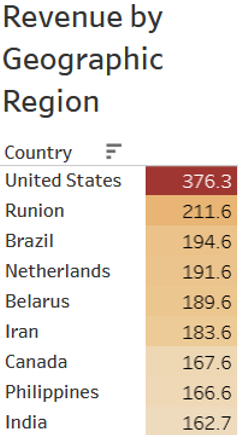 Revenue by
Geographic
Region
Country
United States 376.3
Runion 211.6
Brazil 194.6
Netherlands 191.6
Belarus 189.6
Iran 183.6
Canada 167.6
Philippines 166.6
India 162.7